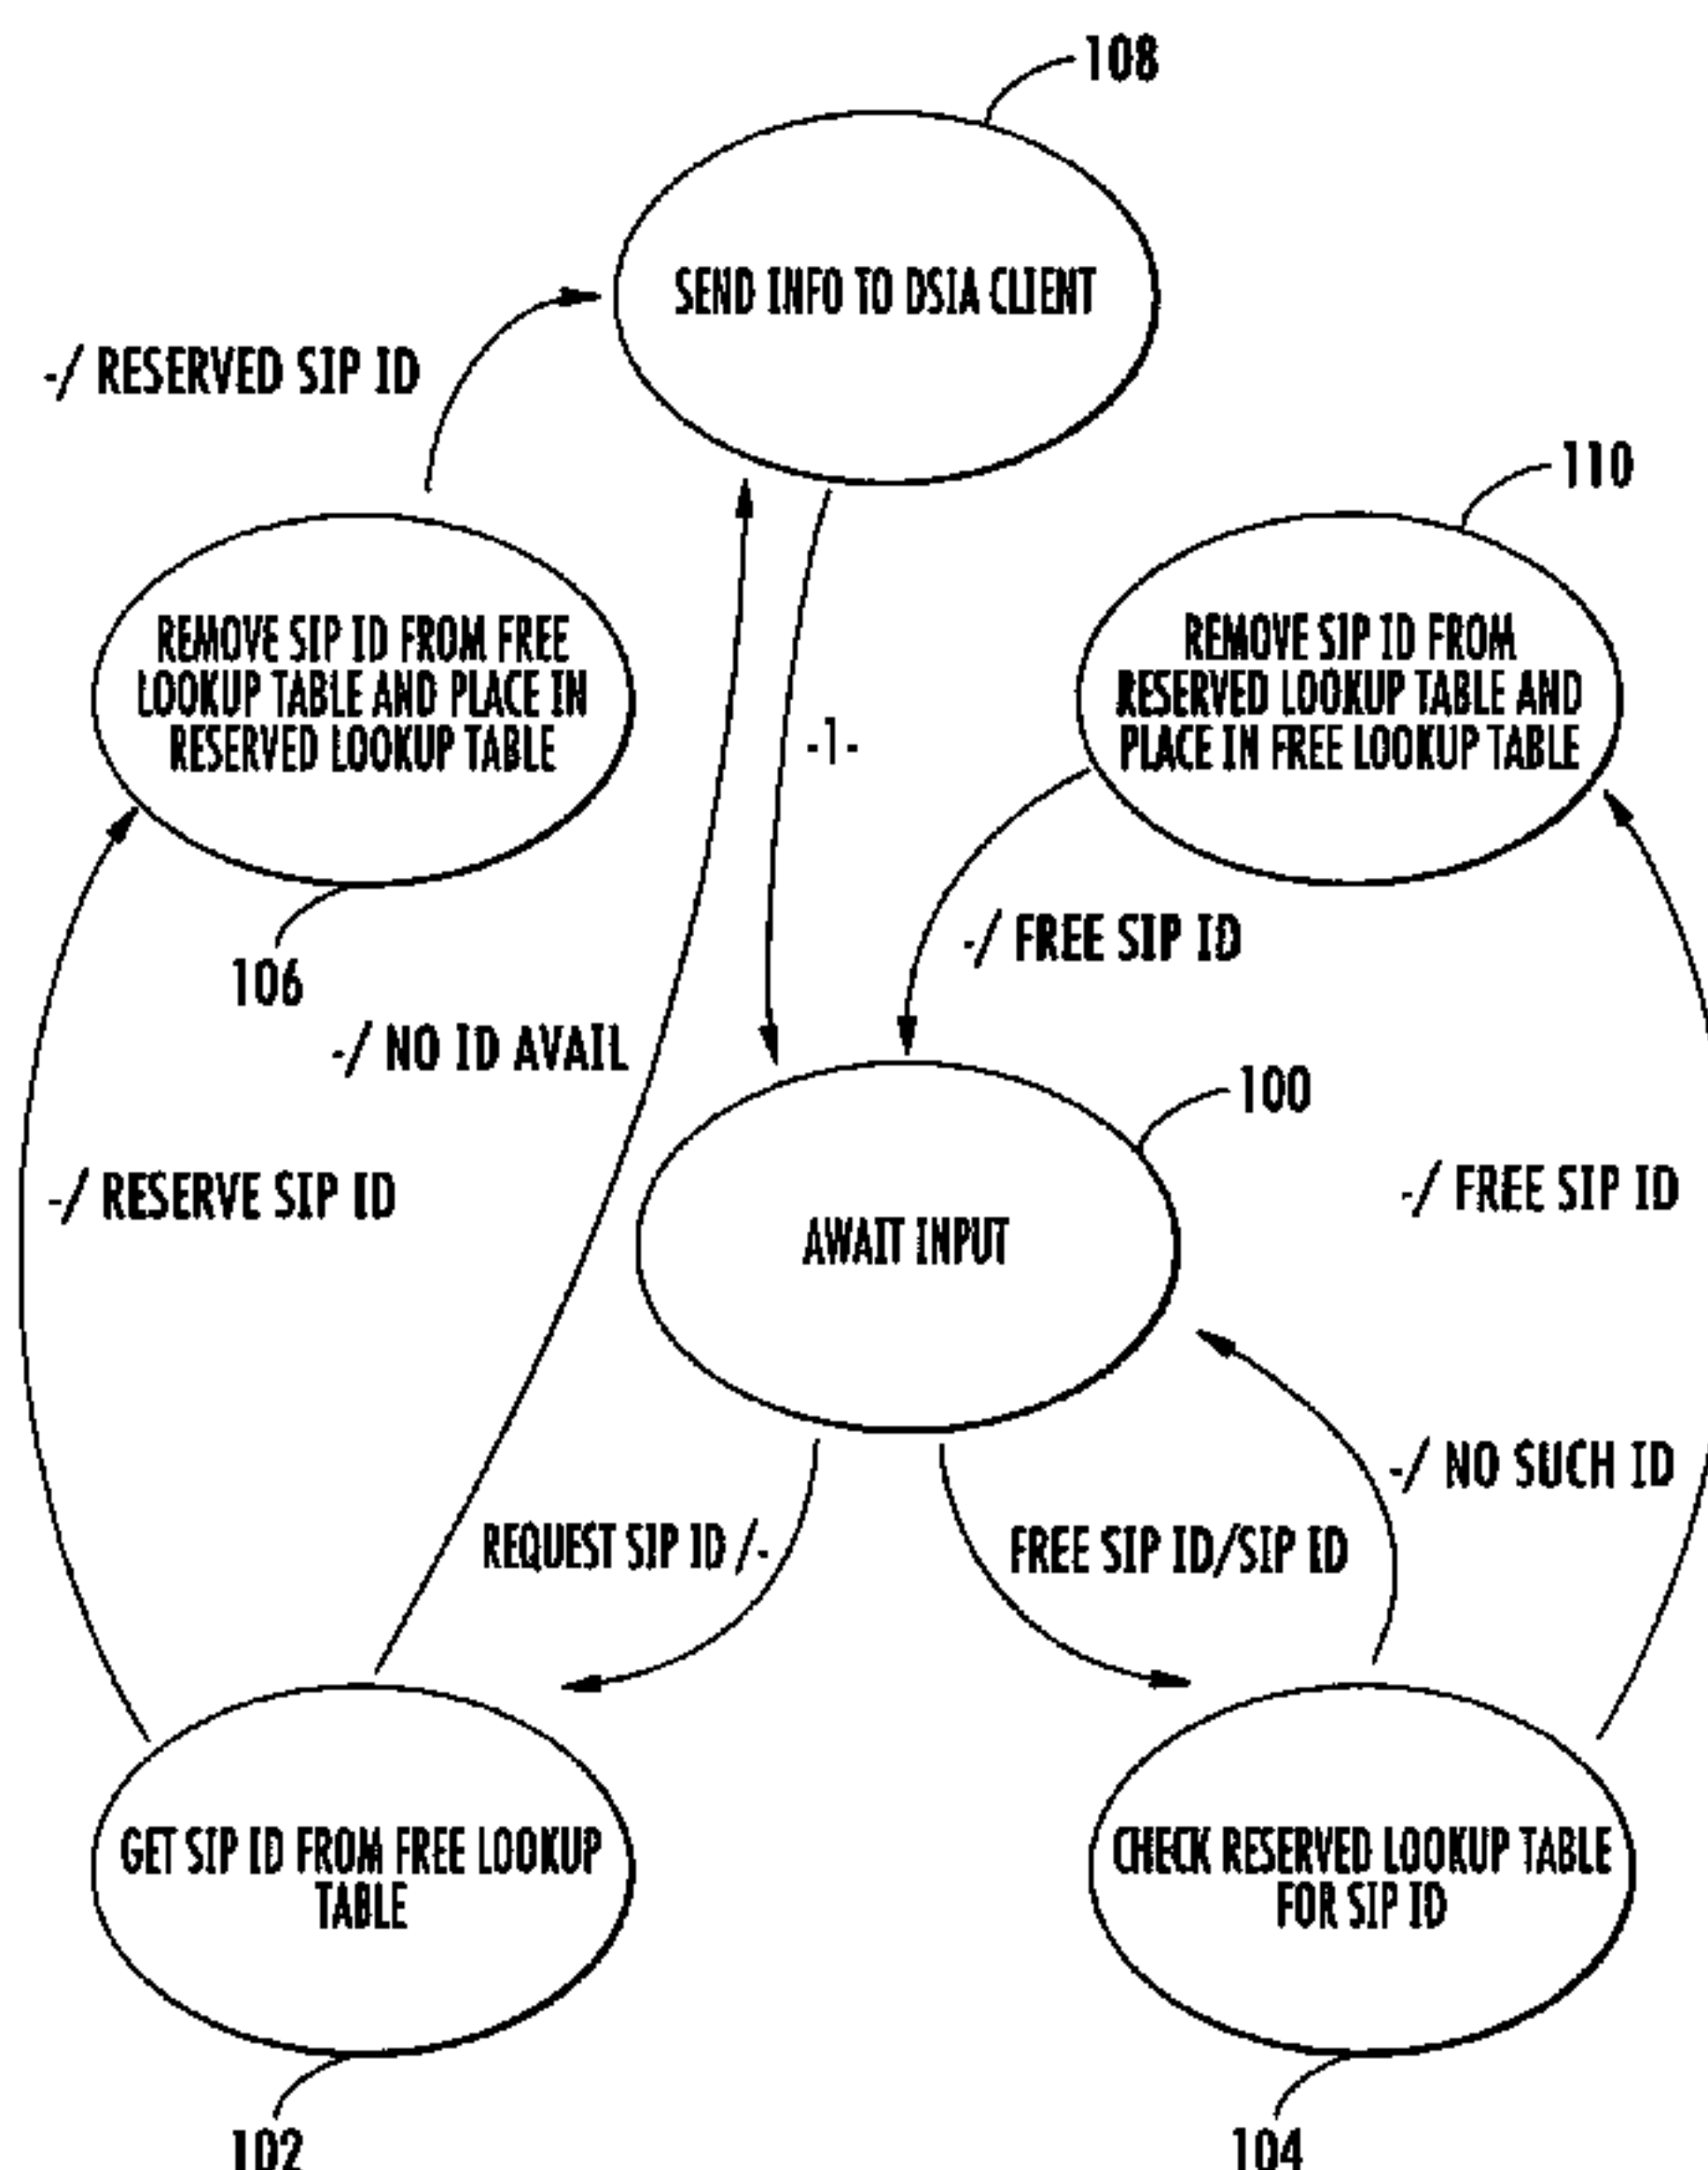 108
SEND INFO TO DSIA CLIENT
-/ RESERVED SIP ID
110
REMOVE SIP ID FROM FREE
LOOKUP TABLE AND PLACE IN
RESERVED LOOKUP TABLE
REMOVE SIP ID FROM
RESERVED LOOKUP TABLE AND
PLACE IN FREE LOOKUP TABLE
-1-
-/ FREE SIP ID
106
-/ NO ID AVAIL
100
-/ RESERVE SIP ID
AWAIT INPUT
-/ FREE SIP ID
-/ NO SUCH ID
REQUEST SIP ID /-
FREE SIP ID/SIP ID
GET SIP ID FROM FREE LOOKUP
TABLE
CHECK RESERVED LOOKUP TABLE
FOR SIP ID
102
104